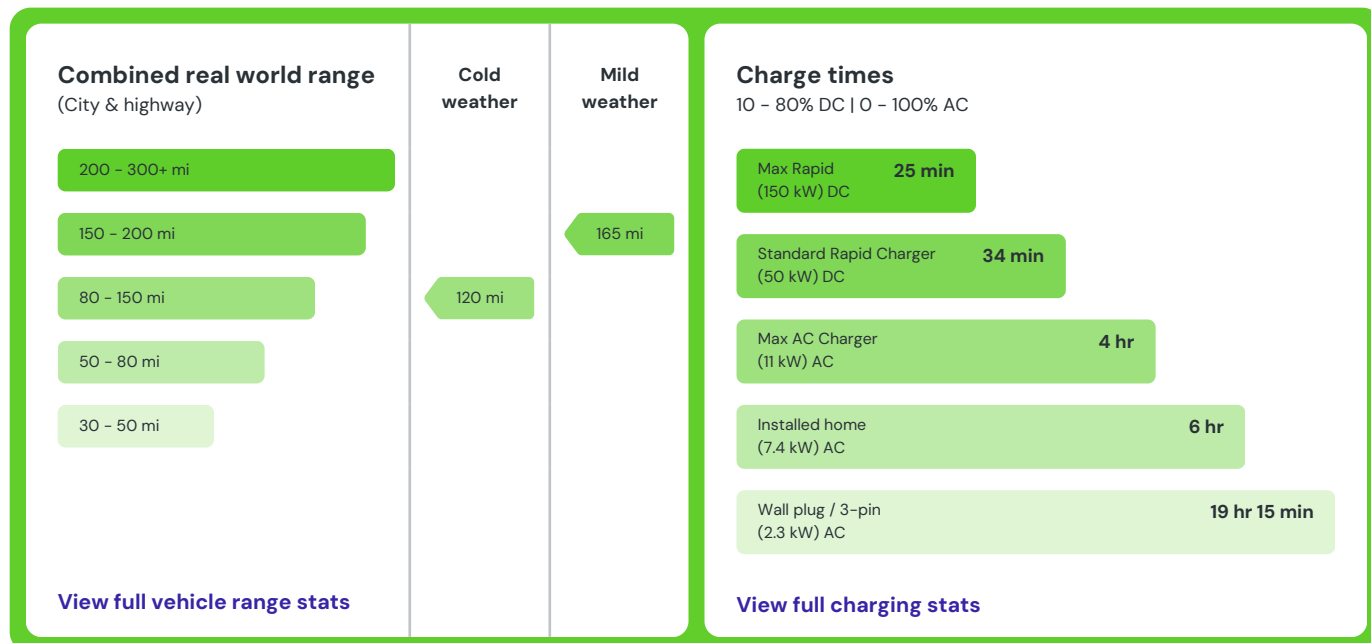 Combined real world range
(City & highway)
Cold
weather
Mild
weather
200 - 300+ mi
150 - 200 mi
165 mi
80 - 150 mi
120 mi
50 - 80 mi
30 - 50 mi
View full vehicle range stats
Charge times
10 - 80% DC | 0 - 100% AC
Max Rapid
(150 kW) DC
25 min
Standard Rapid Charger
(50 kW) DC
34 min
Max AC Charger
(11 kW) AC
4 hr
Installed home
(7.4 kW) AC
6 hr
Wall plug / 3-pin
(2.3 kW) AC
19 hr 15 min
View full charging stats